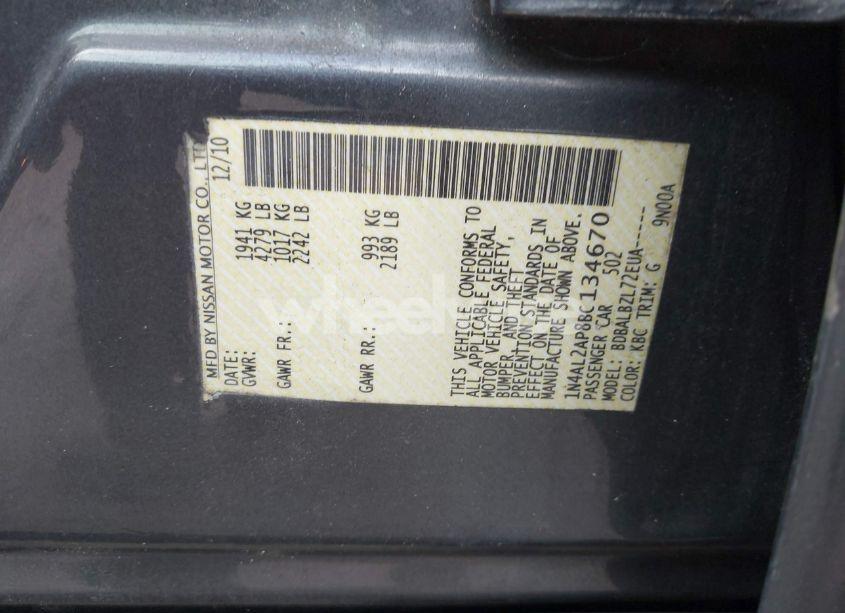 MFD BY NISSAN MOTOR CO.,
DATE: 12/10
GVWR: 1941 KG
4279 LB
GAWR FR.: 1017 KG
2242 LB
GAWR RR.: 993 KG
2189 LB
THIS VEHICLE CONFORMS TO
ALL APPLICABLE FEDERAL
MOTOR VEHICLE SAFETY,
BUMPER, AND THEFT
PREVENTION STANDARDS IN
EFFECT ON THE DATE OF
MANUFACTURE SHOWN ABOVE.
1N4AL2AP8BC134670
PASSENGER CAR 502
MODEL: BDBALBZL72EUA-----
COLOR: KBC TRIM: G 9N00A